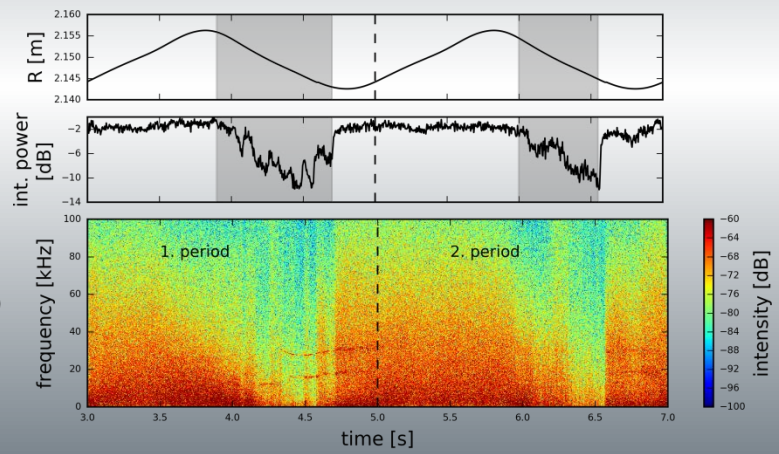 2.160
2.155
2.150
2.145
2.140
R [m]
−2
−6
−10
−14
int. power
[dB]
100
80
60
40
20
0
frequency [kHz]
1. period
2. period
3.0 3.5 4.0 4.5 5.0 5.5 6.0 6.5 7.0
time [s]
−60
−64
−68
−72
−76
−80
−84
−88
−92
−96
−100
intensity [dB]